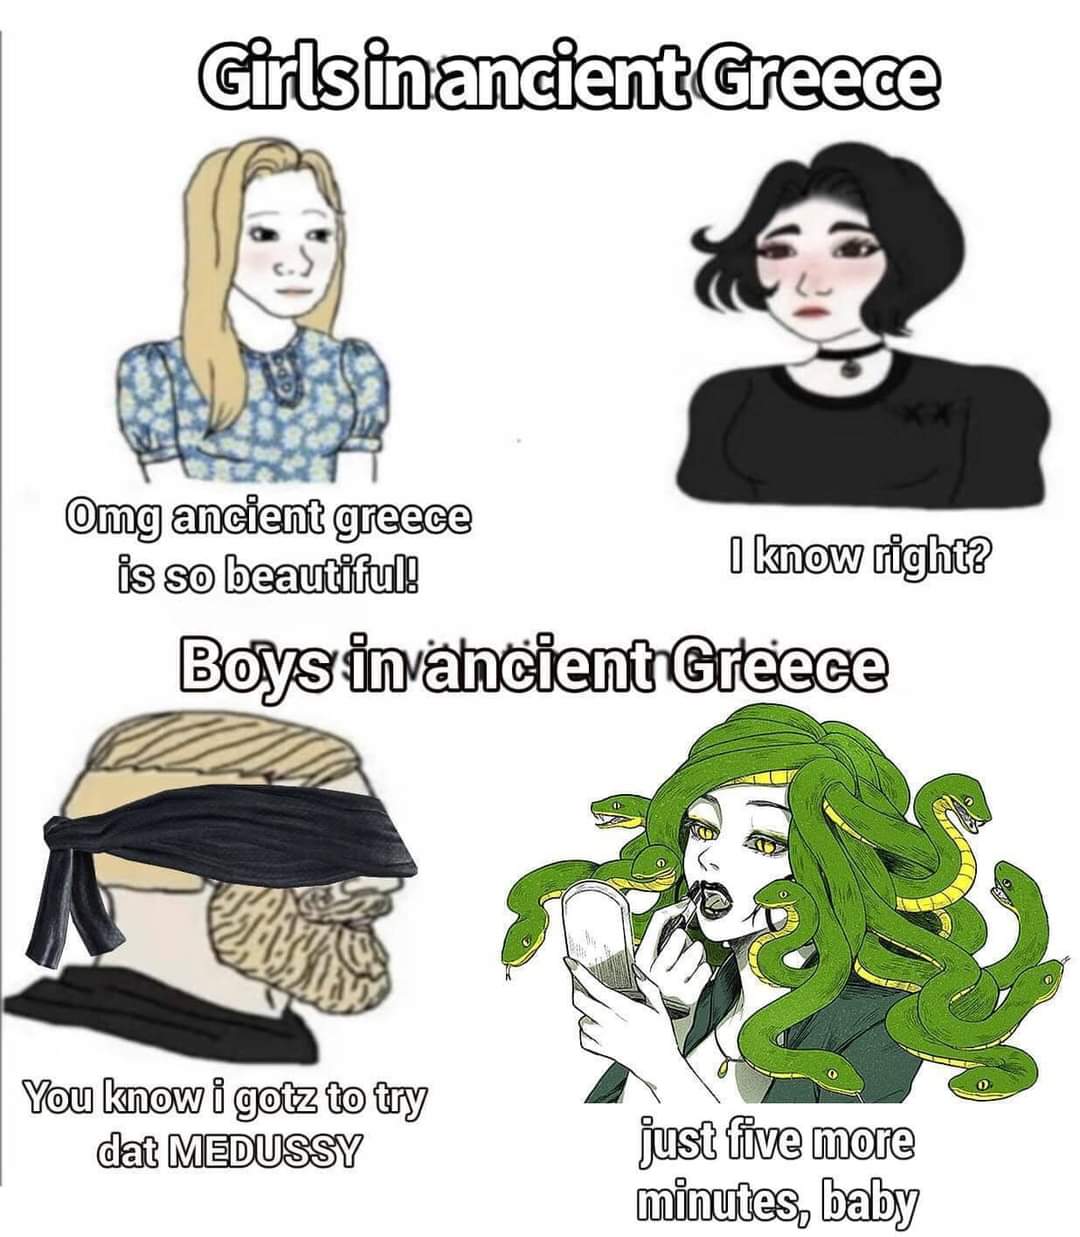 Girls in ancient Greece
Omg ancient greece
is so beautiful!
I know right?
Boys in ancient Greece
You know i gotz to try
dat MEDUSSY
just five more
minutes, baby